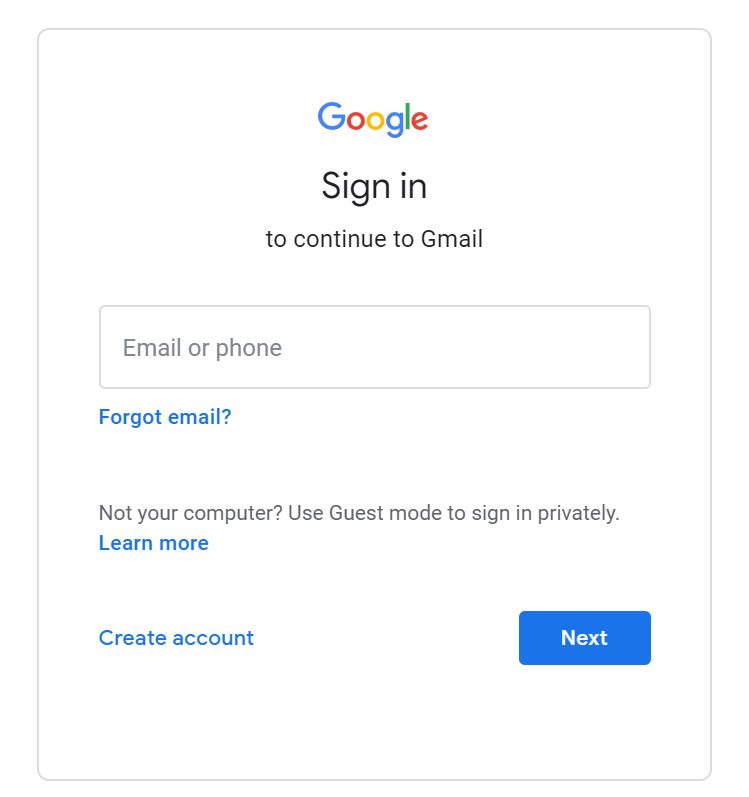 Google
Sign in
to continue to Gmail
Email or phone
Forgot email?
Not your computer? Use Guest mode to sign in privately.
Learn more
Create account
Next